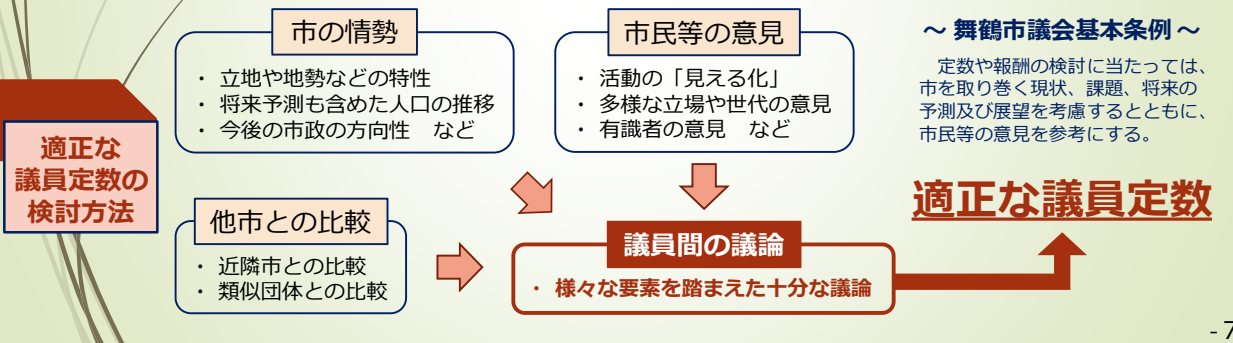 適正な
議員定数の
検討方法
市の情勢
・ 立地や地勢などの特性
・ 将来予測も含めた人口の推移
・ 今後の市政の方向性　など
市民等の意見
・ 活動の「見える化」
・ 多様な立場や世代の意見
・ 有識者の意見　など
他市との比較
・ 近隣市との比較
・ 類似団体との比較
議員間の議論
・ 様々な要素を踏まえた十分な議論
～ 舞鶴市議会基本条例 ～
　定数や報酬の検討に当たっては、
市を取り巻く現状、課題、将来の
予測及び展望を考慮するとともに、
市民等の意見を参考にする。
適正な議員定数
- 7